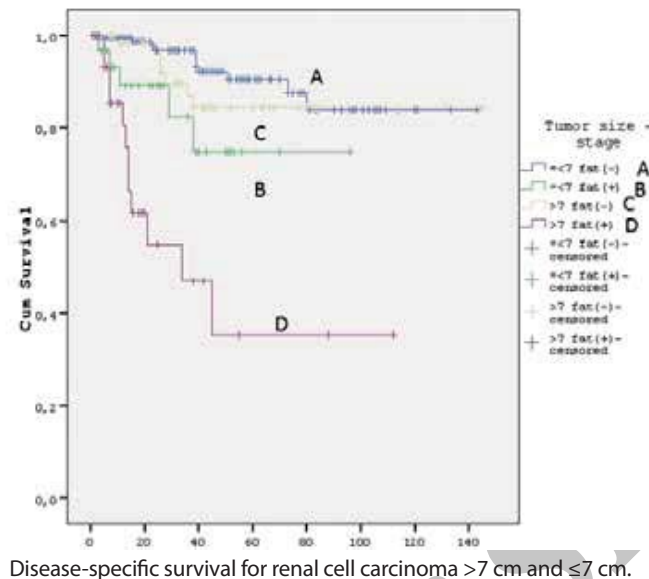 1,0
0,8
0,6
0,4
0,2
0,0
Cum Survival
0 20 40 60 80 100 120 140
A
C
B
D
Tumor size -
stage
=<7 fat(-) A
=<7 fat(+) B
>7 fat(-) C
>7 fat(+) D
=<7 fat(-)-
censored
=<7 fat(+)-
censored
>7 fat(-)-
censored
>7 fat(+)-
censored
Disease-specific survival for renal cell carcinoma >7 cm and ≤7 cm.